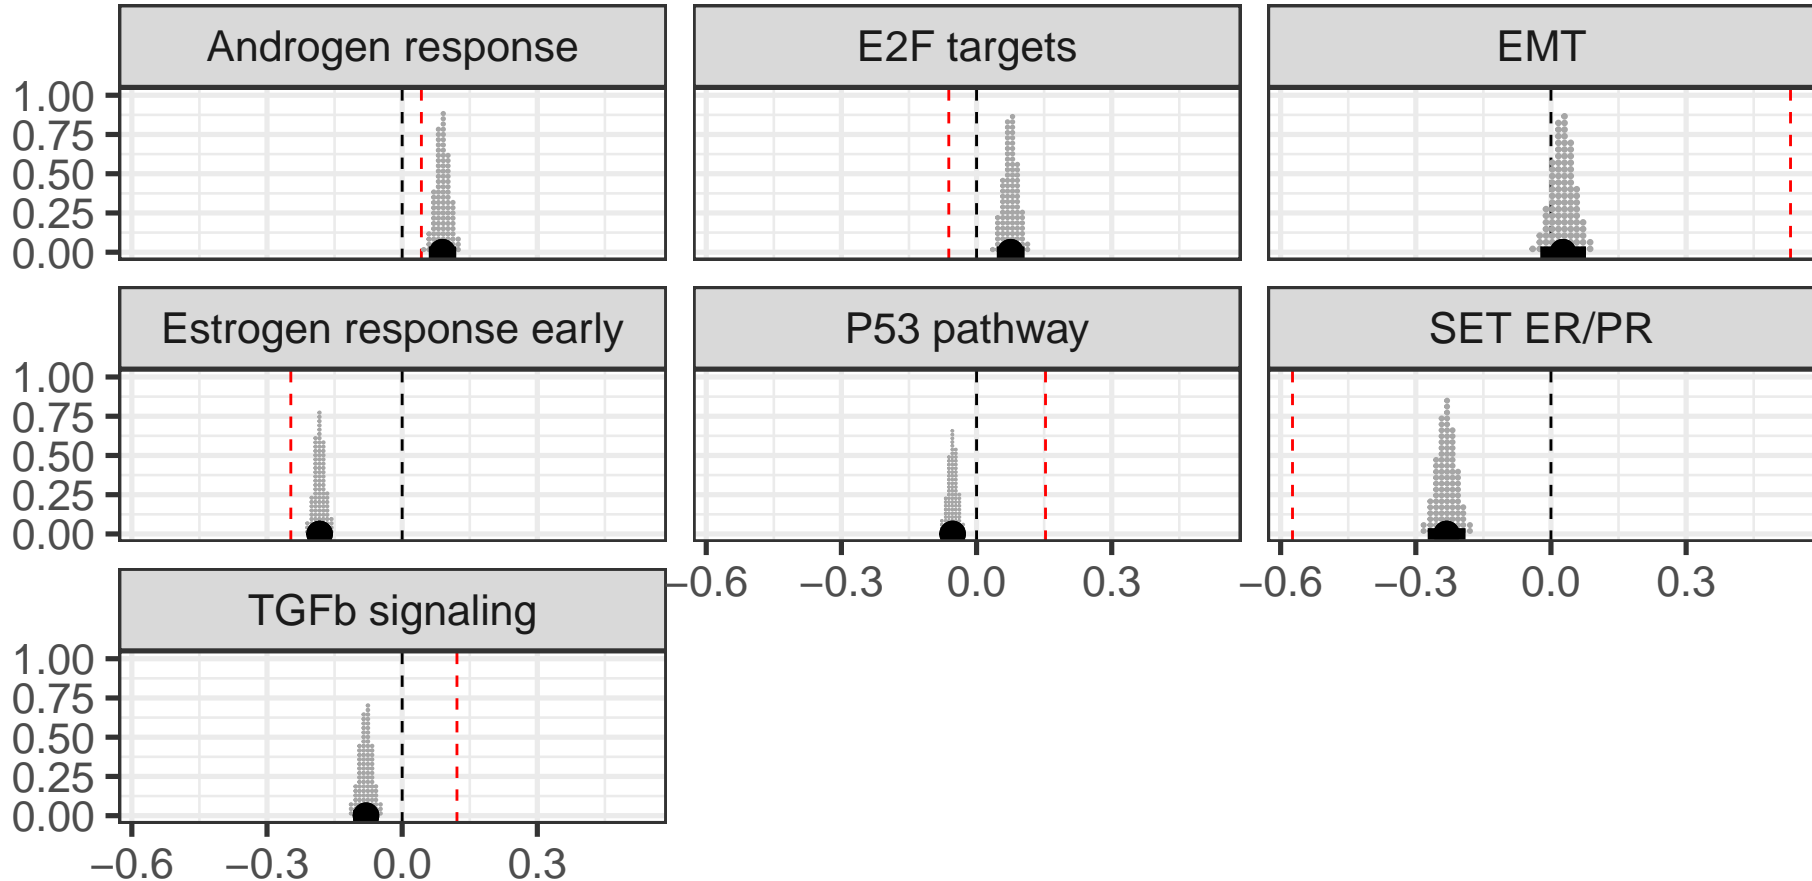 Androgen response
E2F targets
EMT
1.00
0.75
0.50
0.25
0.00
Estrogen response early
P53 pathway
SET ER/PR
1.00
0.75
0.50
0.25
0.00
−0.6 −0.3 0.0 0.3
−0.6 −0.3 0.0 0.3
TGFb signaling
1.00
0.75
0.50
0.25
0.00
−0.6 −0.3 0.0 0.3